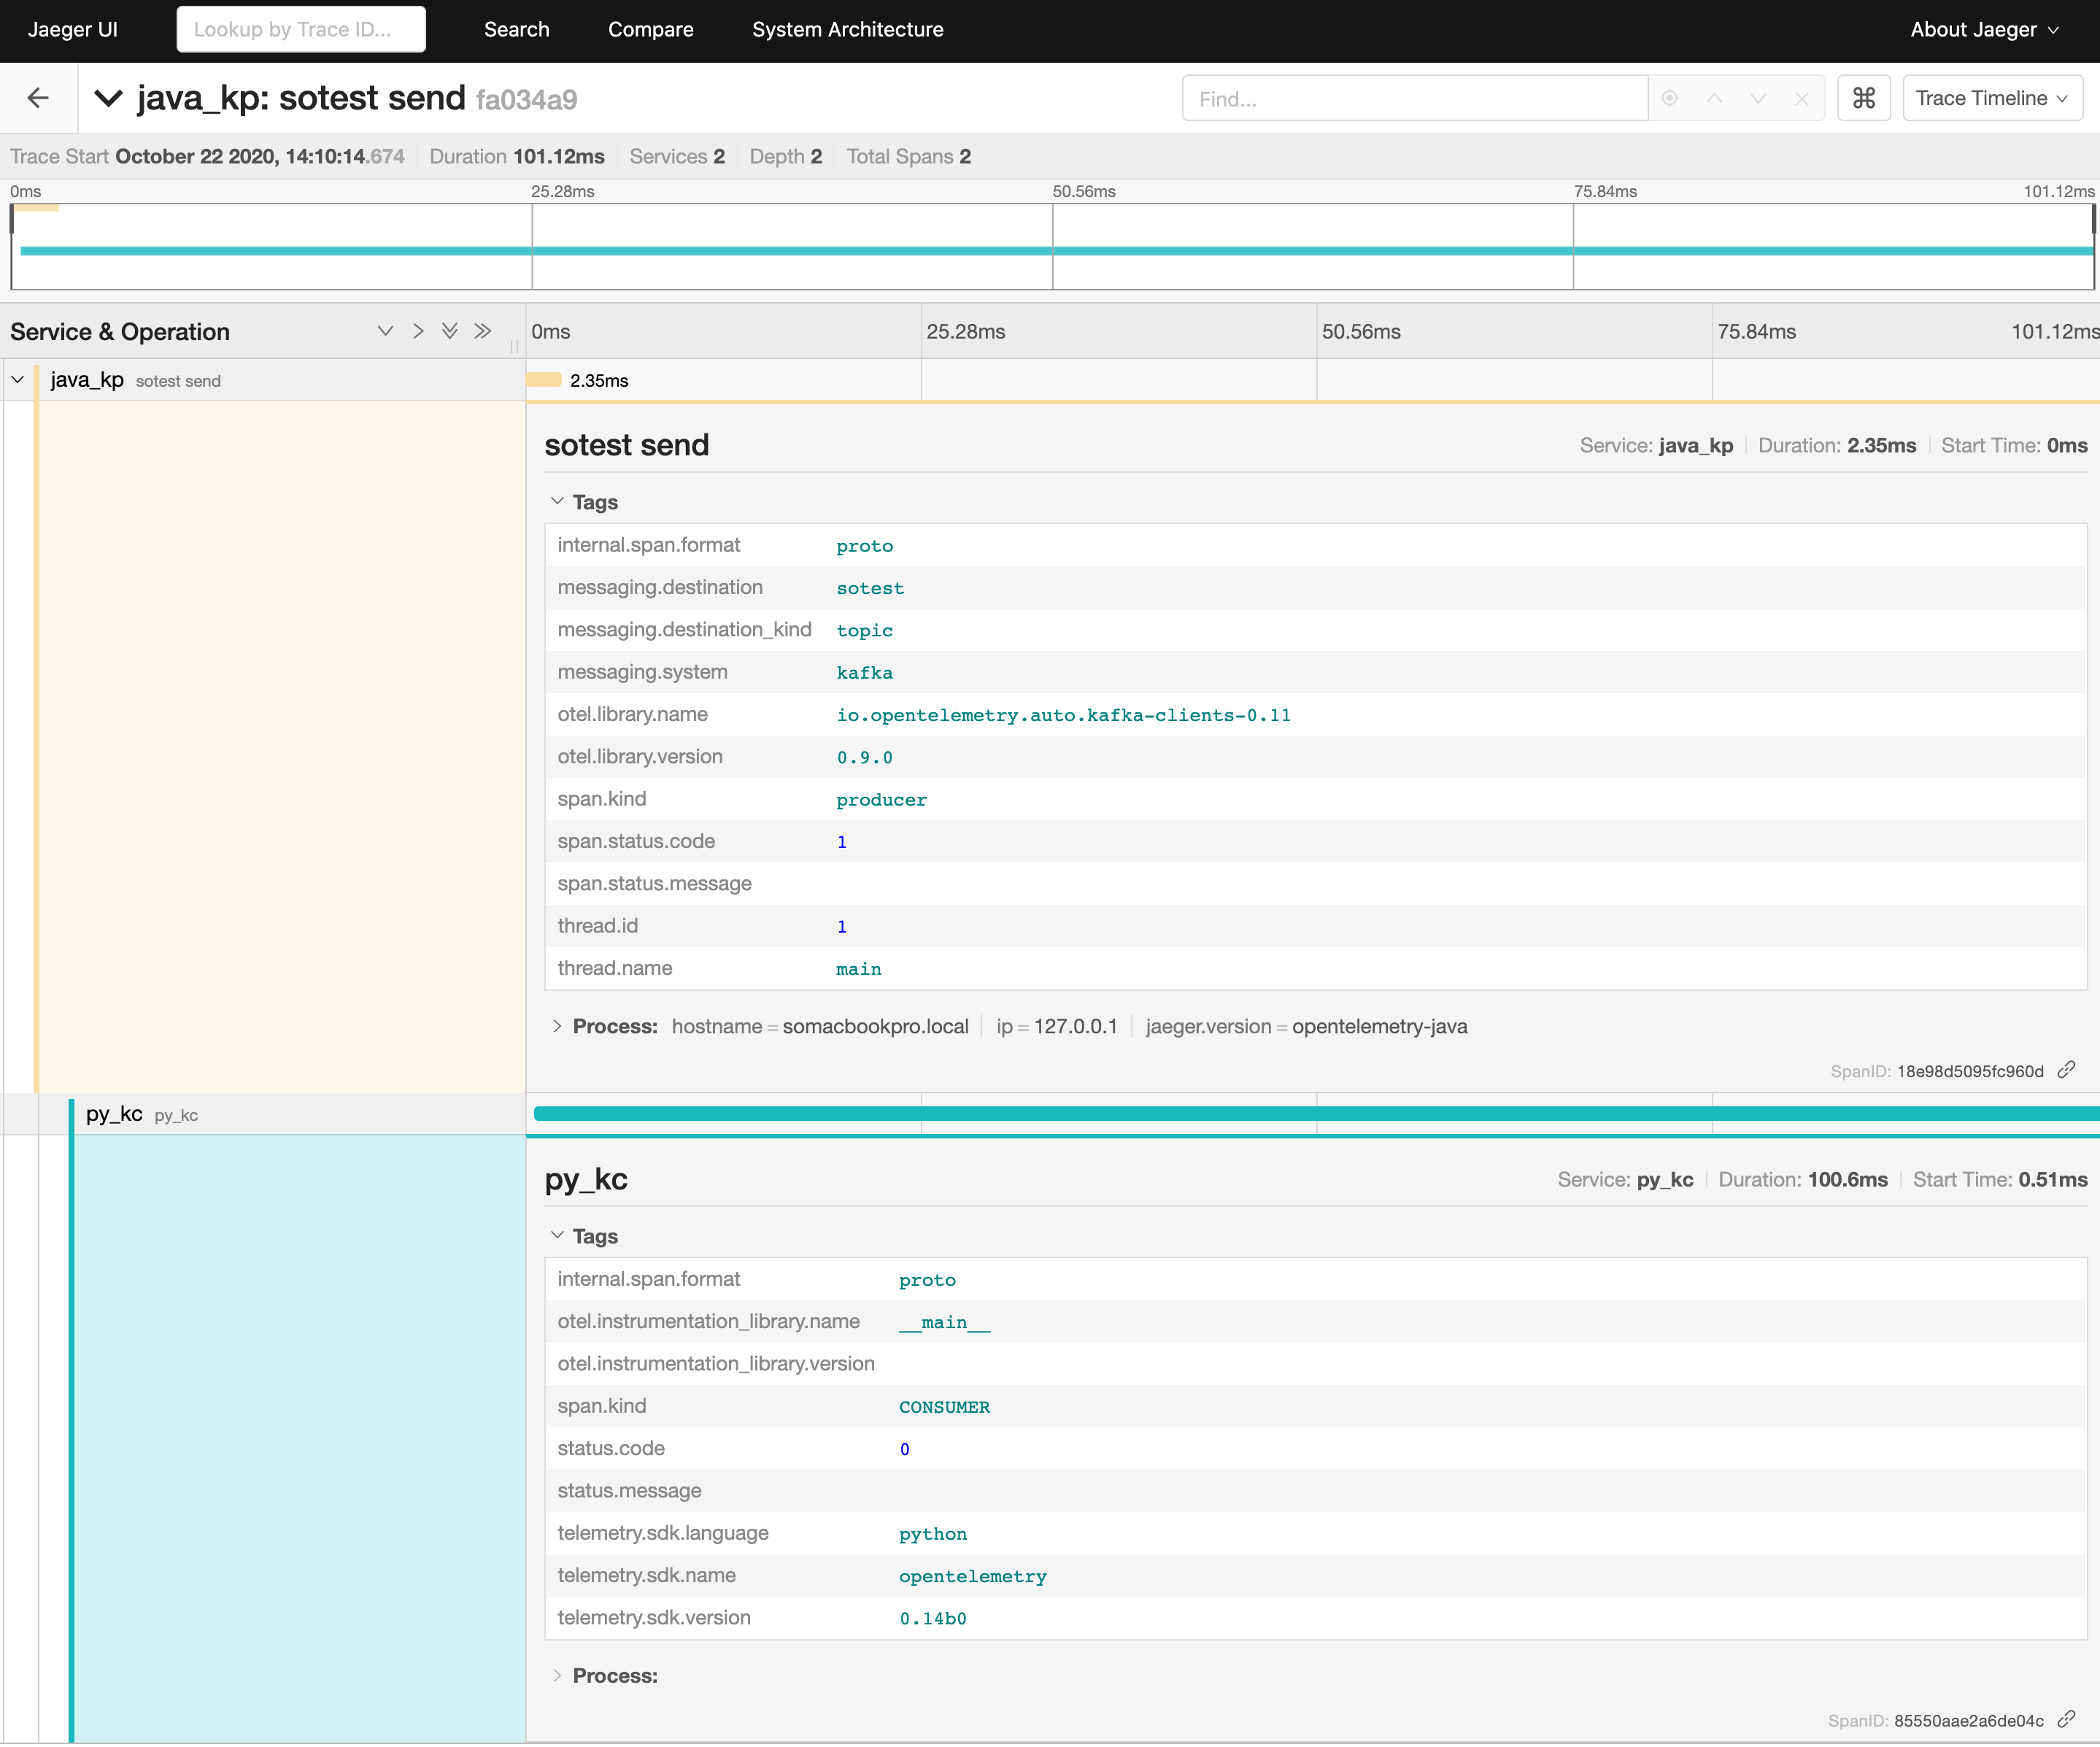 Jaeger UI Lookup by Trace ID... Search Compare System Architecture About Jaeger
java_kp: sotest send fa034a9 Find... ⌘ Trace Timeline
Trace Start October 22 2020, 14:10:14.674 Duration 101.12ms Services 2 Depth 2 Total Spans 2
0ms 25.28ms 50.56ms 75.84ms 101.12ms
Service & Operation 0ms 25.28ms 50.56ms 75.84ms 101.12ms
java_kp sotest send 2.35ms
sotest send Service: java_kp Duration: 2.35ms Start Time: 0ms
Tags
internal.span.format proto
messaging.destination sotest
messaging.destination_kind topic
messaging.system kafka
otel.library.name io.opentelemetry.auto.kafka-clients-0.11
otel.library.version 0.9.0
span.kind producer
span.status.code 1
span.status.message
thread.id 1
thread.name main
Process: hostname = somacbookpro.local ip = 127.0.0.1 jaeger.version = opentelemetry-java
SpanID: 18e98d5095fc960d
py_kc py_kc
py_kc Service: py_kc Duration: 100.6ms Start Time: 0.51ms
Tags
internal.span.format proto
otel.instrumentation_library.name __main__
otel.instrumentation_library.version
span.kind CONSUMER
status.code 0
status.message
telemetry.sdk.language python
telemetry.sdk.name opentelemetry
telemetry.sdk.version 0.14b0
Process:
SpanID: 85550aae2a6de04c